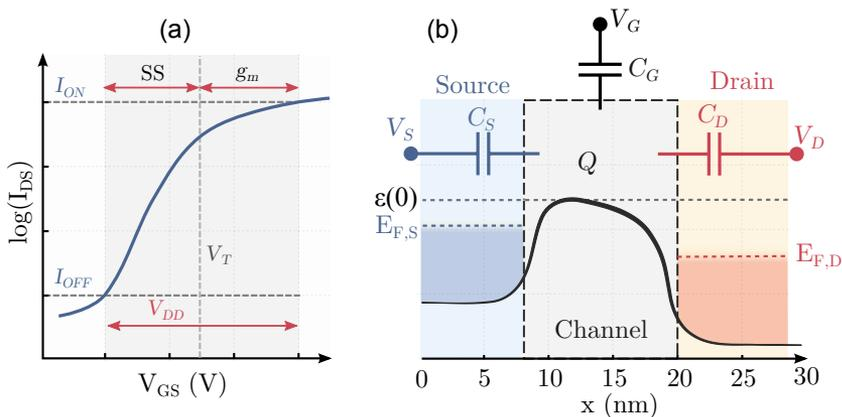 (a)
SS
g_m
I_ON
I_OFF
V_T
V_DD
log(I_DS)
V_GS (V)
(b)
V_G
C_G
Source
Drain
C_S
C_D
V_S
V_D
Q
ε(0)
E_F,S
E_F,D
Channel
0 5 10 15 20 25 30
x (nm)